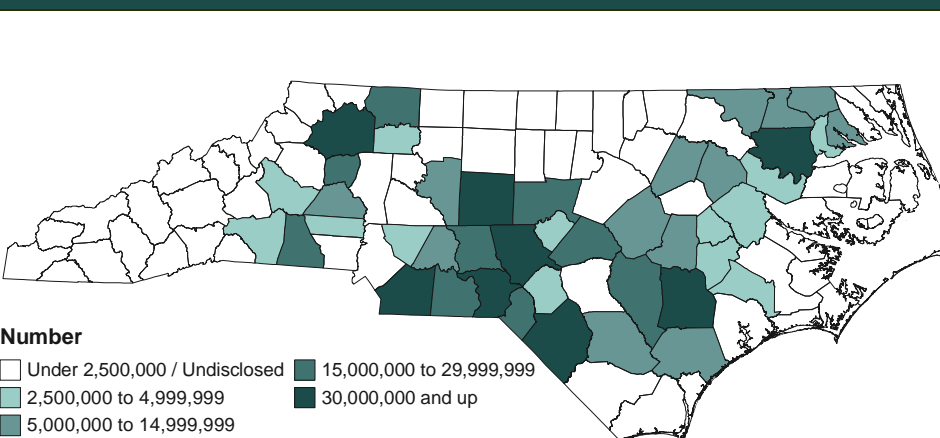 Number
Under 2,500,000 / Undisclosed
2,500,000 to 4,999,999
5,000,000 to 14,999,999
15,000,000 to 29,999,999
30,000,000 and up